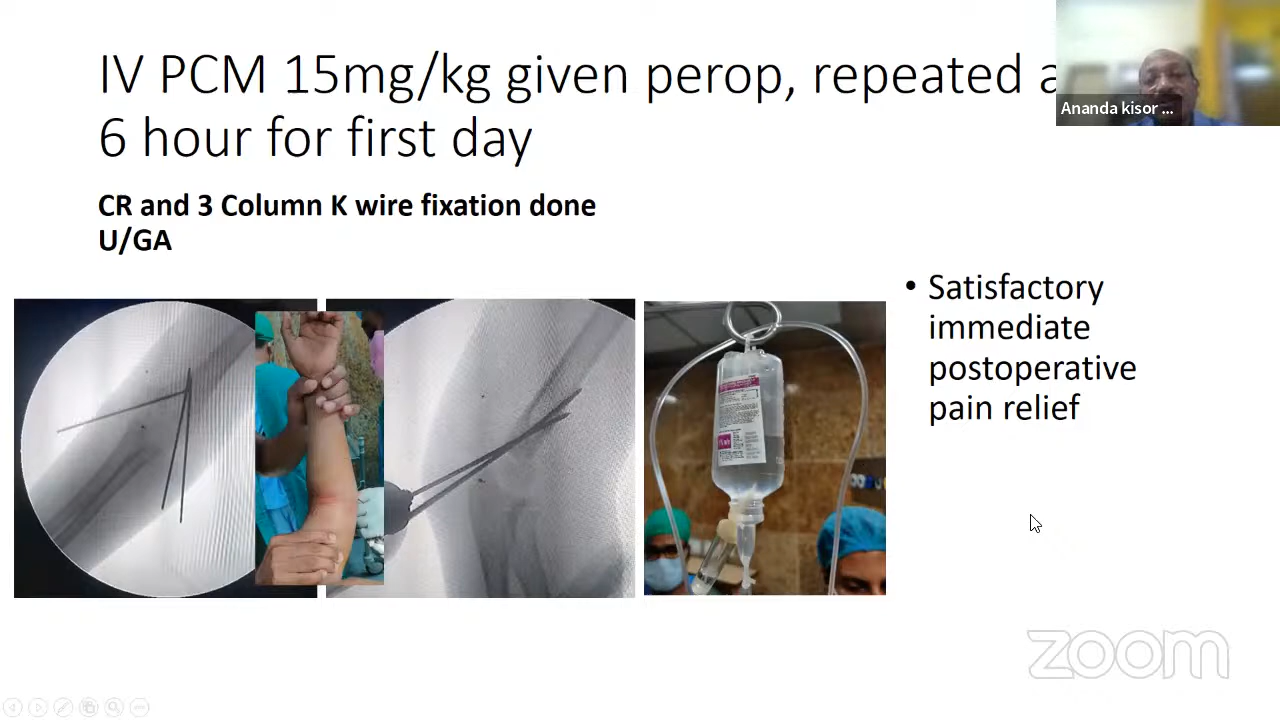 IV PCM 15mg/kg given perop, repeated a
6 hour for first day
Ananda kisor ...
CR and 3 Column K wire fixation done
U/GA
• Satisfactory
immediate
postoperative
pain relief
zoom